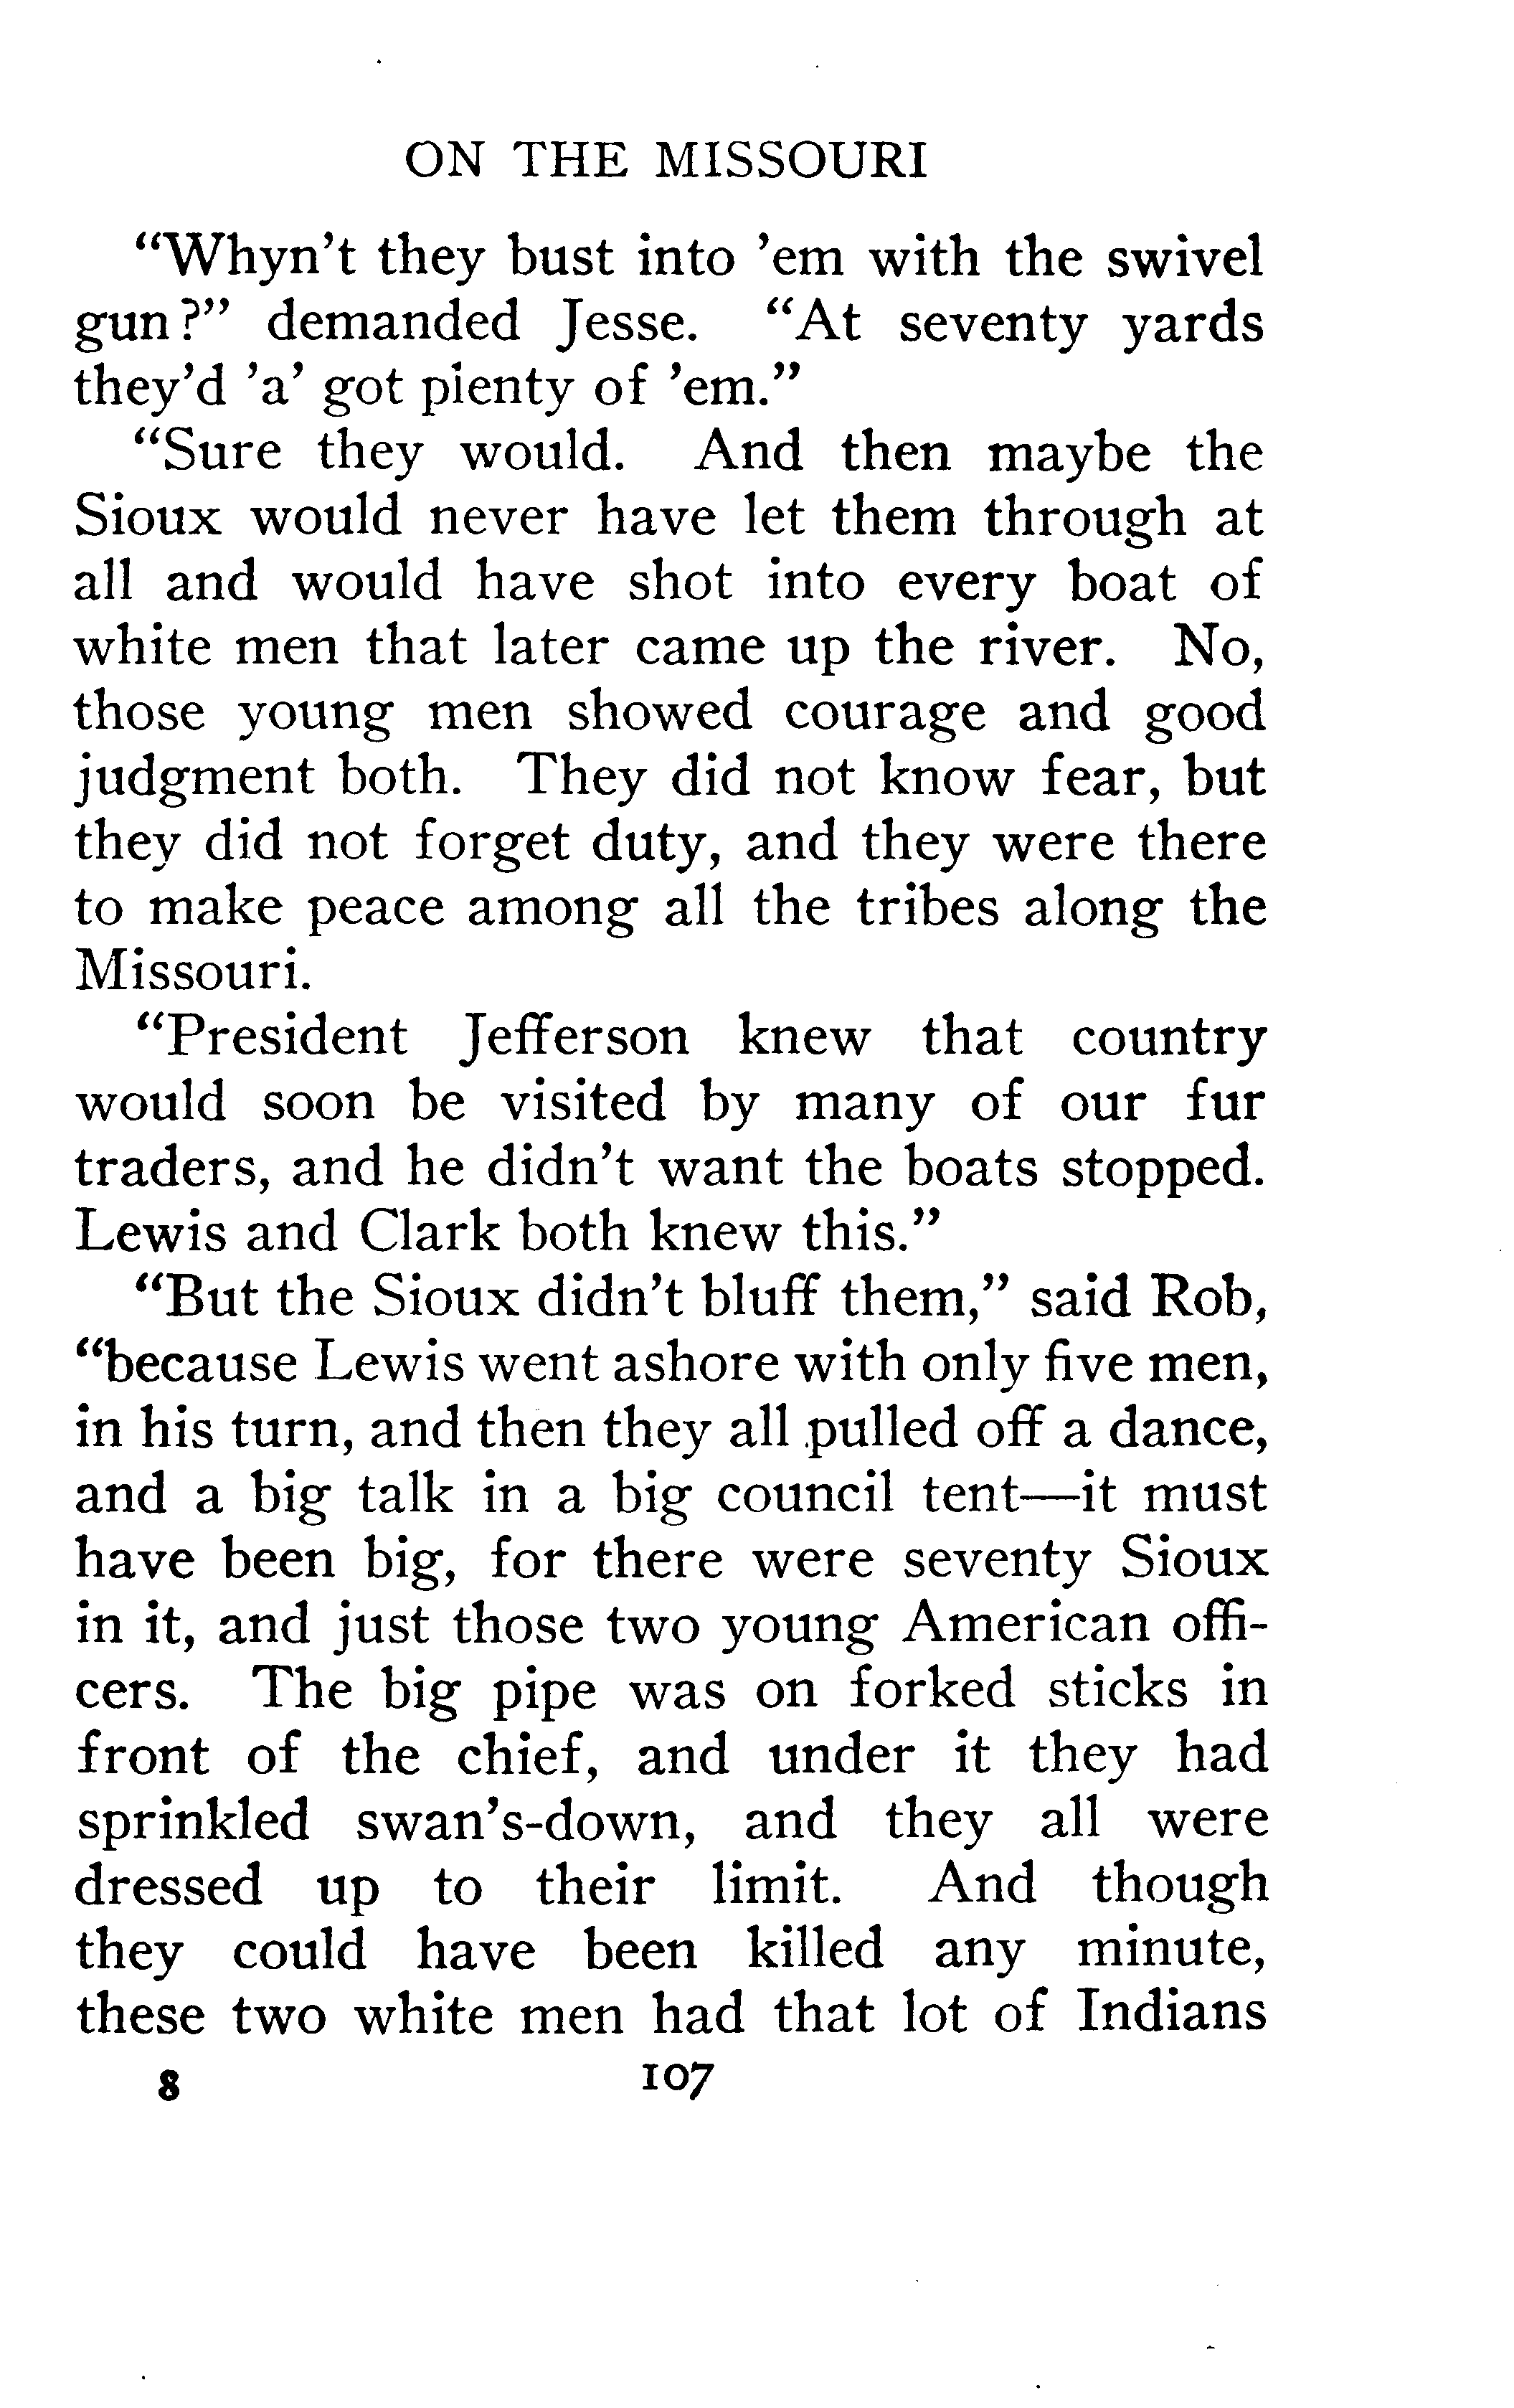 ON THE MISSOURI
“Whyn’t they bust into ’em with the swivel
gun?” demanded Jesse. “At seventy yards
they’d ’a’ got plenty of ’em.”
“Sure they would. And then maybe the
Sioux would never have let them through at
all and would have shot into every boat of
white men that later came up the river. No,
those young men showed courage and good
judgment both. They did not know fear, but
they did not forget duty, and they were there
to make peace among all the tribes along the
Missouri.
“President Jefferson knew that country
would soon be visited by many of our fur
traders, and he didn’t want the boats stopped.
Lewis and Clark both knew this.”
“But the Sioux didn’t bluff them,” said Rob,
“because Lewis went ashore with only five men,
in his turn, and then they all pulled off a dance,
and a big talk in a big council tent—it must
have been big, for there were seventy Sioux
in it, and just those two young American offi-
cers. The big pipe was on forked sticks in
front of the chief, and under it they had
sprinkled swan’s-down, and they all were
dressed up to their limit. And though
they could have been killed any minute,
these two white men had that lot of Indians
8 107